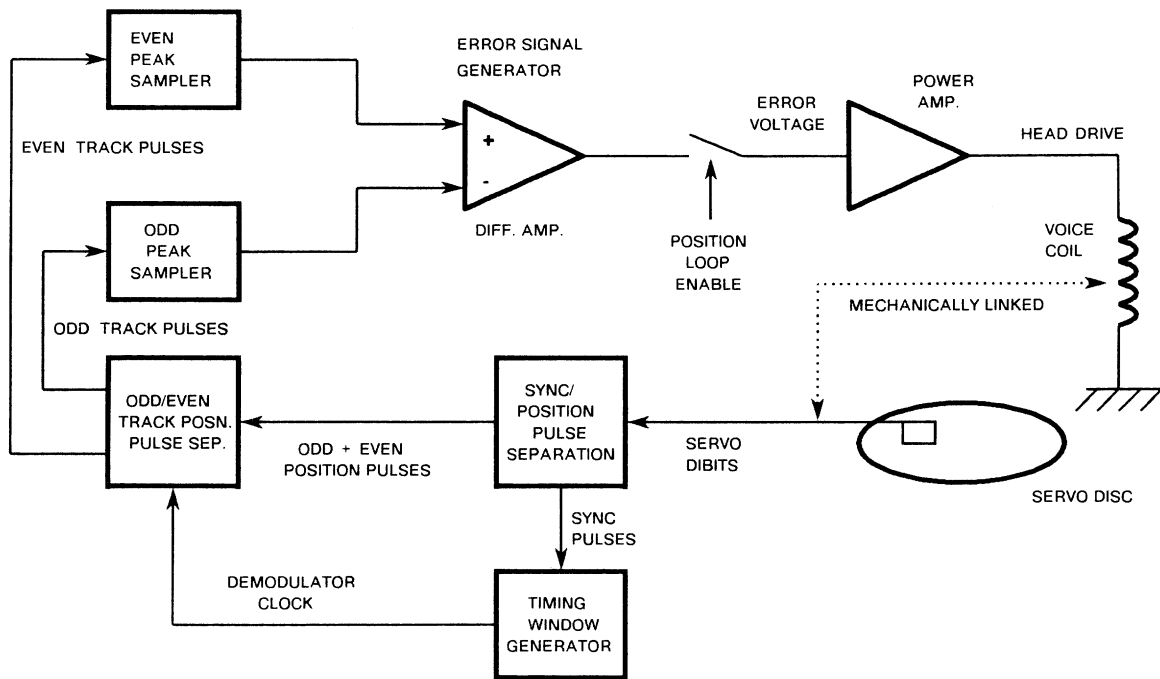 EVEN
PEAK
SAMPLER
ERROR SIGNAL
GENERATOR
POWER
AMP.
ERROR
VOLTAGE
HEAD DRIVE
EVEN TRACK PULSES
+
-
ODD
PEAK
SAMPLER
DIFF. AMP.
POSITION
LOOP
ENABLE
VOICE
COIL
MECHANICALLY LINKED
ODD TRACK PULSES
ODD/EVEN
TRACK POSN.
PULSE SEP.
SYNC/
POSITION
PULSE
SEPARATION
ODD + EVEN
POSITION PULSES
SERVO
DIBITS
SERVO DISC
SYNC
PULSES
DEMODULATOR
CLOCK
TIMING
WINDOW
GENERATOR